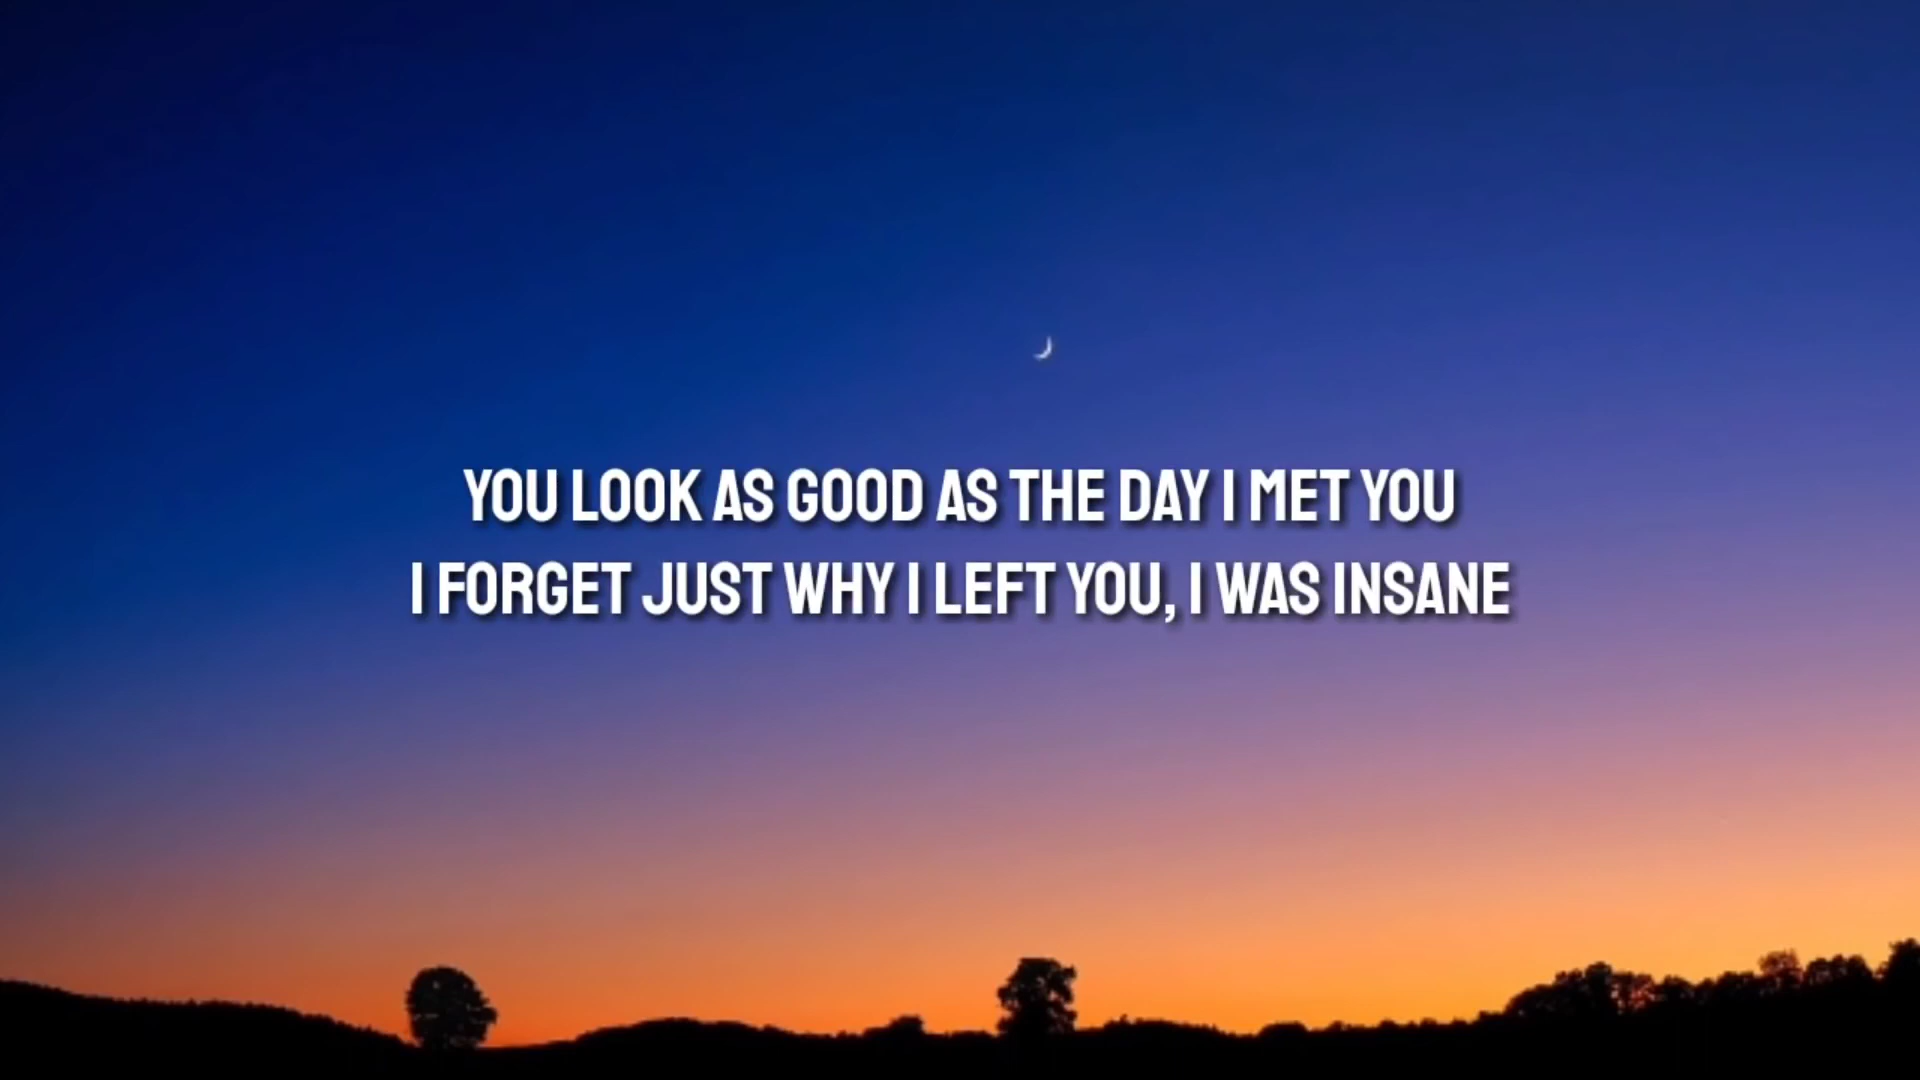 YOU LOOK AS GOOD AS THE DAY I MET YOU
I FORGET JUST WHY I LEFT YOU, I WAS INSANE